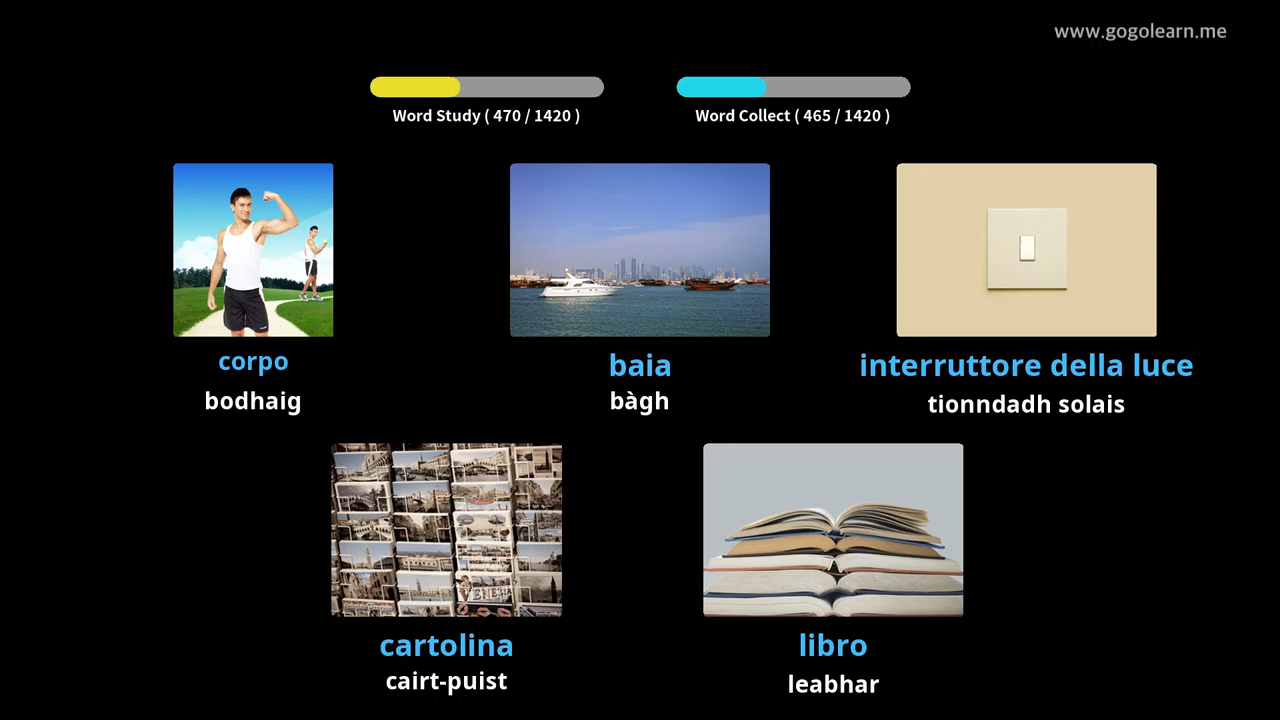 www.gogolearn.me
Word Study ( 470 / 1420 )
Word Collect ( 465 / 1420 )
corpo
bodhaig
baia
bàgh
interruttore della luce
tionndadh solais
cartolina
cairt-puist
libro
leabhar